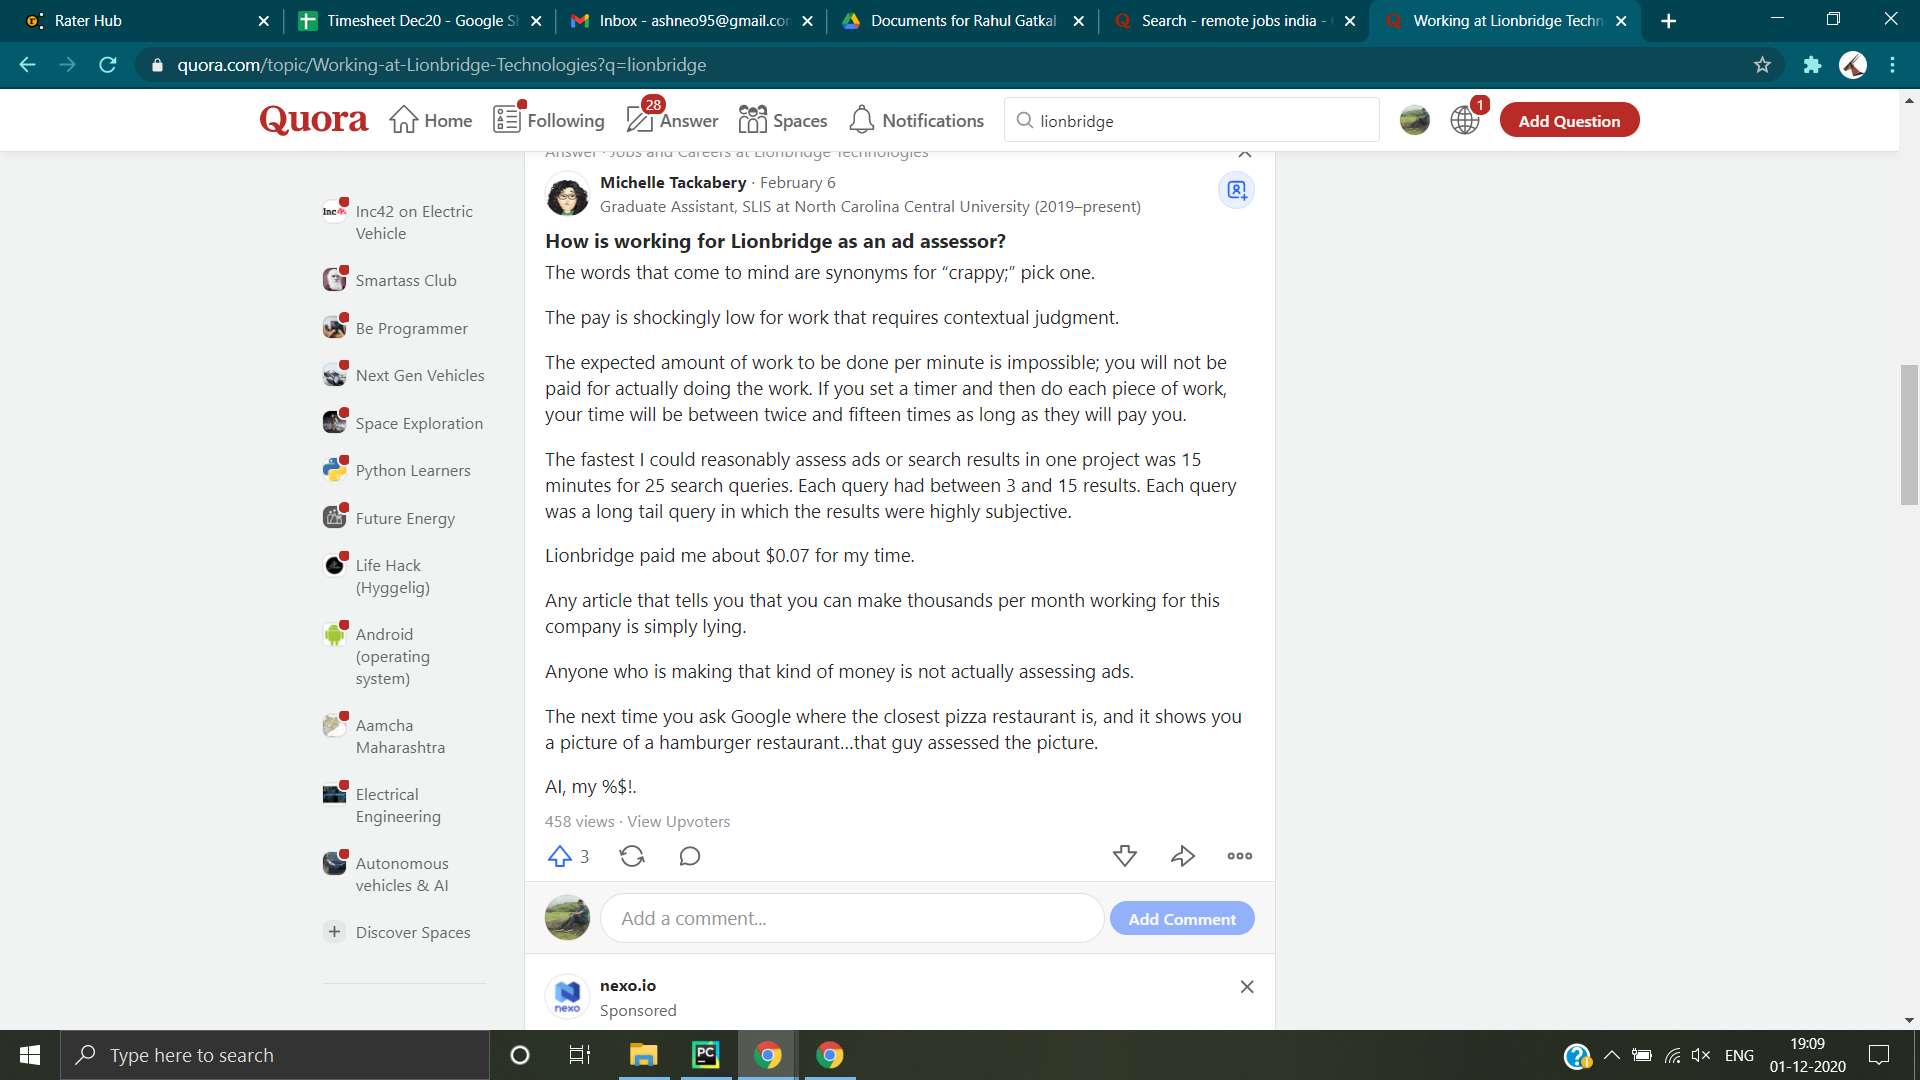 Rater Hub
Timesheet Dec20 - Google S
Inbox - ashneo95@gmail.co
Documents for Rahul Gatkal
Search - remote jobs india -
Working at Lionbridge Techn
quora.com/topic/Working-at-Lionbridge-Technologies?q=lionbridge
Quora
Home
Following
28
Answer
Spaces
Notifications
lionbridge
1
Add Question
Answer · Jobs and Careers at Lionbridge Technologies
Michelle Tackabery · February 6
Graduate Assistant, SLIS at North Carolina Central University (2019–present)
How is working for Lionbridge as an ad assessor?
The words that come to mind are synonyms for “crappy;” pick one.
The pay is shockingly low for work that requires contextual judgment.
The expected amount of work to be done per minute is impossible; you will not be
paid for actually doing the work. If you set a timer and then do each piece of work,
your time will be between twice and fifteen times as long as they will pay you.
The fastest I could reasonably assess ads or search results in one project was 15
minutes for 25 search queries. Each query had between 3 and 15 results. Each query
was a long tail query in which the results were highly subjective.
Lionbridge paid me about $0.07 for my time.
Any article that tells you that you can make thousands per month working for this
company is simply lying.
Anyone who is making that kind of money is not actually assessing ads.
The next time you ask Google where the closest pizza restaurant is, and it shows you
a picture of a hamburger restaurant...that guy assessed the picture.
AI, my %$!.
458 views · View Upvoters
3
Add a comment...
Add Comment
nexo
nexo.io
Sponsored
Inc42 on Electric
Vehicle
Smartass Club
Be Programmer
Next Gen Vehicles
Space Exploration
Python Learners
Future Energy
Life Hack
(Hyggelig)
Android
(operating
system)
Aamcha
Maharashtra
Electrical
Engineering
Autonomous
vehicles & AI
Discover Spaces
Type here to search
PC
ENG
19:09
01-12-2020